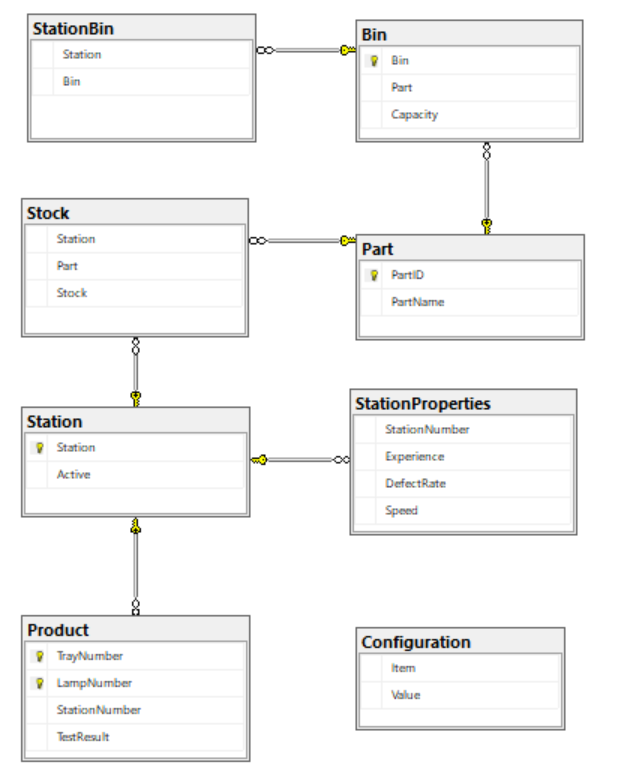 StationBin
Station
Bin
Bin
Bin
Part
Capacity
Stock
Station
Part
Stock
Part
PartID
PartName
Station
Station
Active
StationProperties
StationNumber
Experience
DefectRate
Speed
Product
TrayNumber
LampNumber
StationNumber
TestResult
Configuration
Item
Value